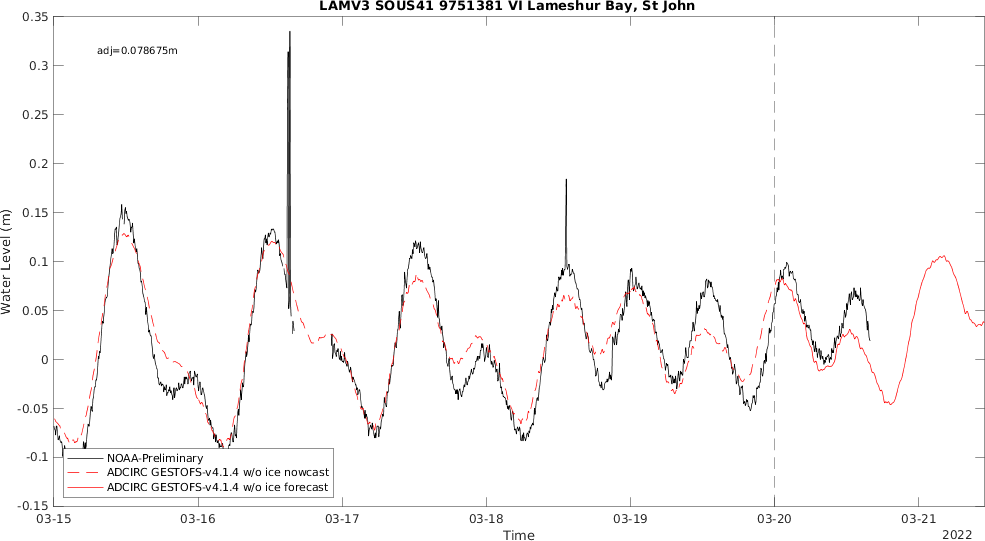 LAMV3 SOUS41 9751381 VI Lameshur Bay, St John
adj=0.078675m
0.35
0.3
0.25
0.2
0.15
0.1
0.05
0
-0.05
-0.1
-0.15
Water Level (m)
NOAA-Preliminary
ADCIRC GESTOFS-v4.1.4 w/o ice nowcast
ADCIRC GESTOFS-v4.1.4 w/o ice forecast
03-15 03-16 03-17 03-18 03-19 03-20 03-21
Time
2022